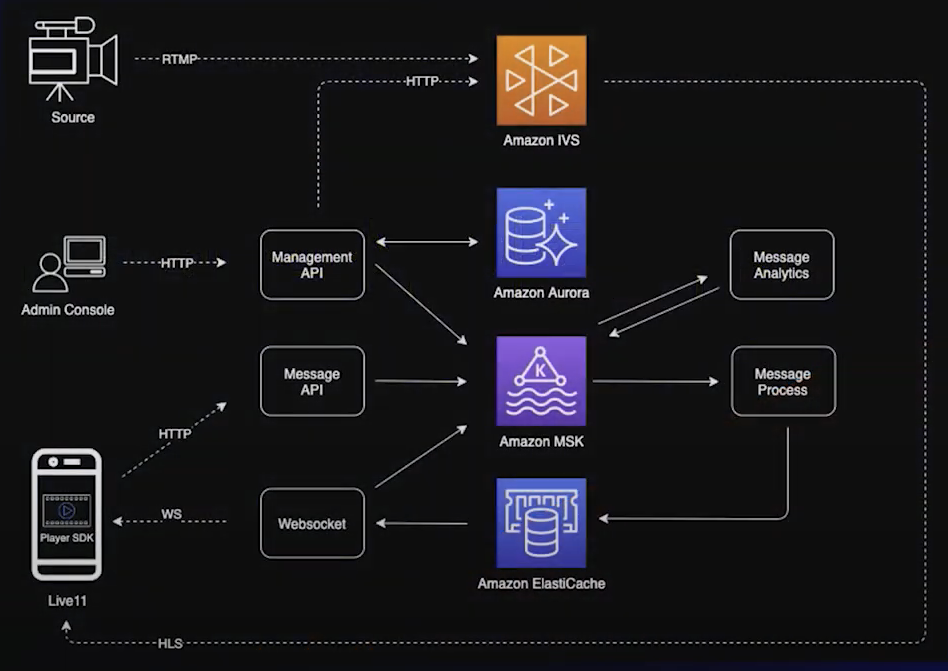 RTMP
HTTP
Source
Amazon IVS
HTTP
Management
API
Message
Analytics
Admin Console
Amazon Aurora
Message
API
K
Message
Process
HTTP
Amazon MSK
WS
Websocket
Player SDK
Amazon ElastiCache
Live11
HLS